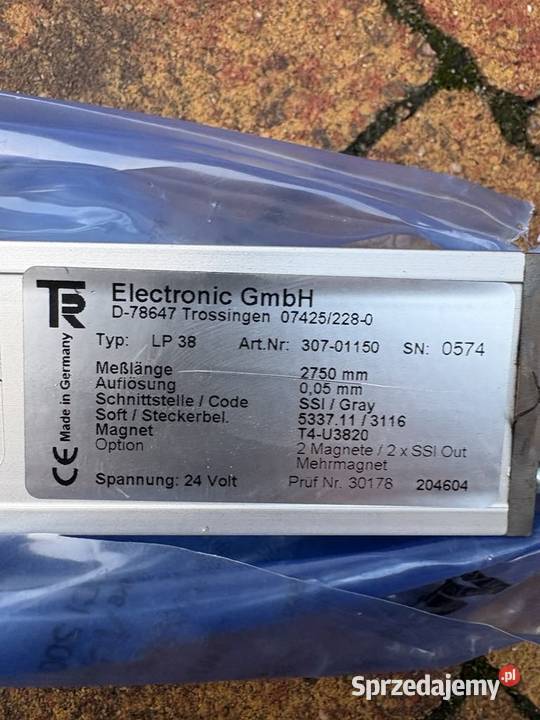 TR Electronic GmbH
D-78647 Trossingen 07425/228-0
Typ: LP 38 Art.Nr: 307-01150 SN: 0574
Meßlänge 2750 mm
Auflösung 0,05 mm
Schnittstelle / Code SSI / Gray
Soft / Steckerbel. 5337.11 / 3116
Magnet T4-U3820
Option 2 Magnete / 2 x SSI Out
Mehrmagnet
Spannung: 24 Volt Prüf Nr. 30178 204604
CE Made in Germany
Sprzedajemy.pl